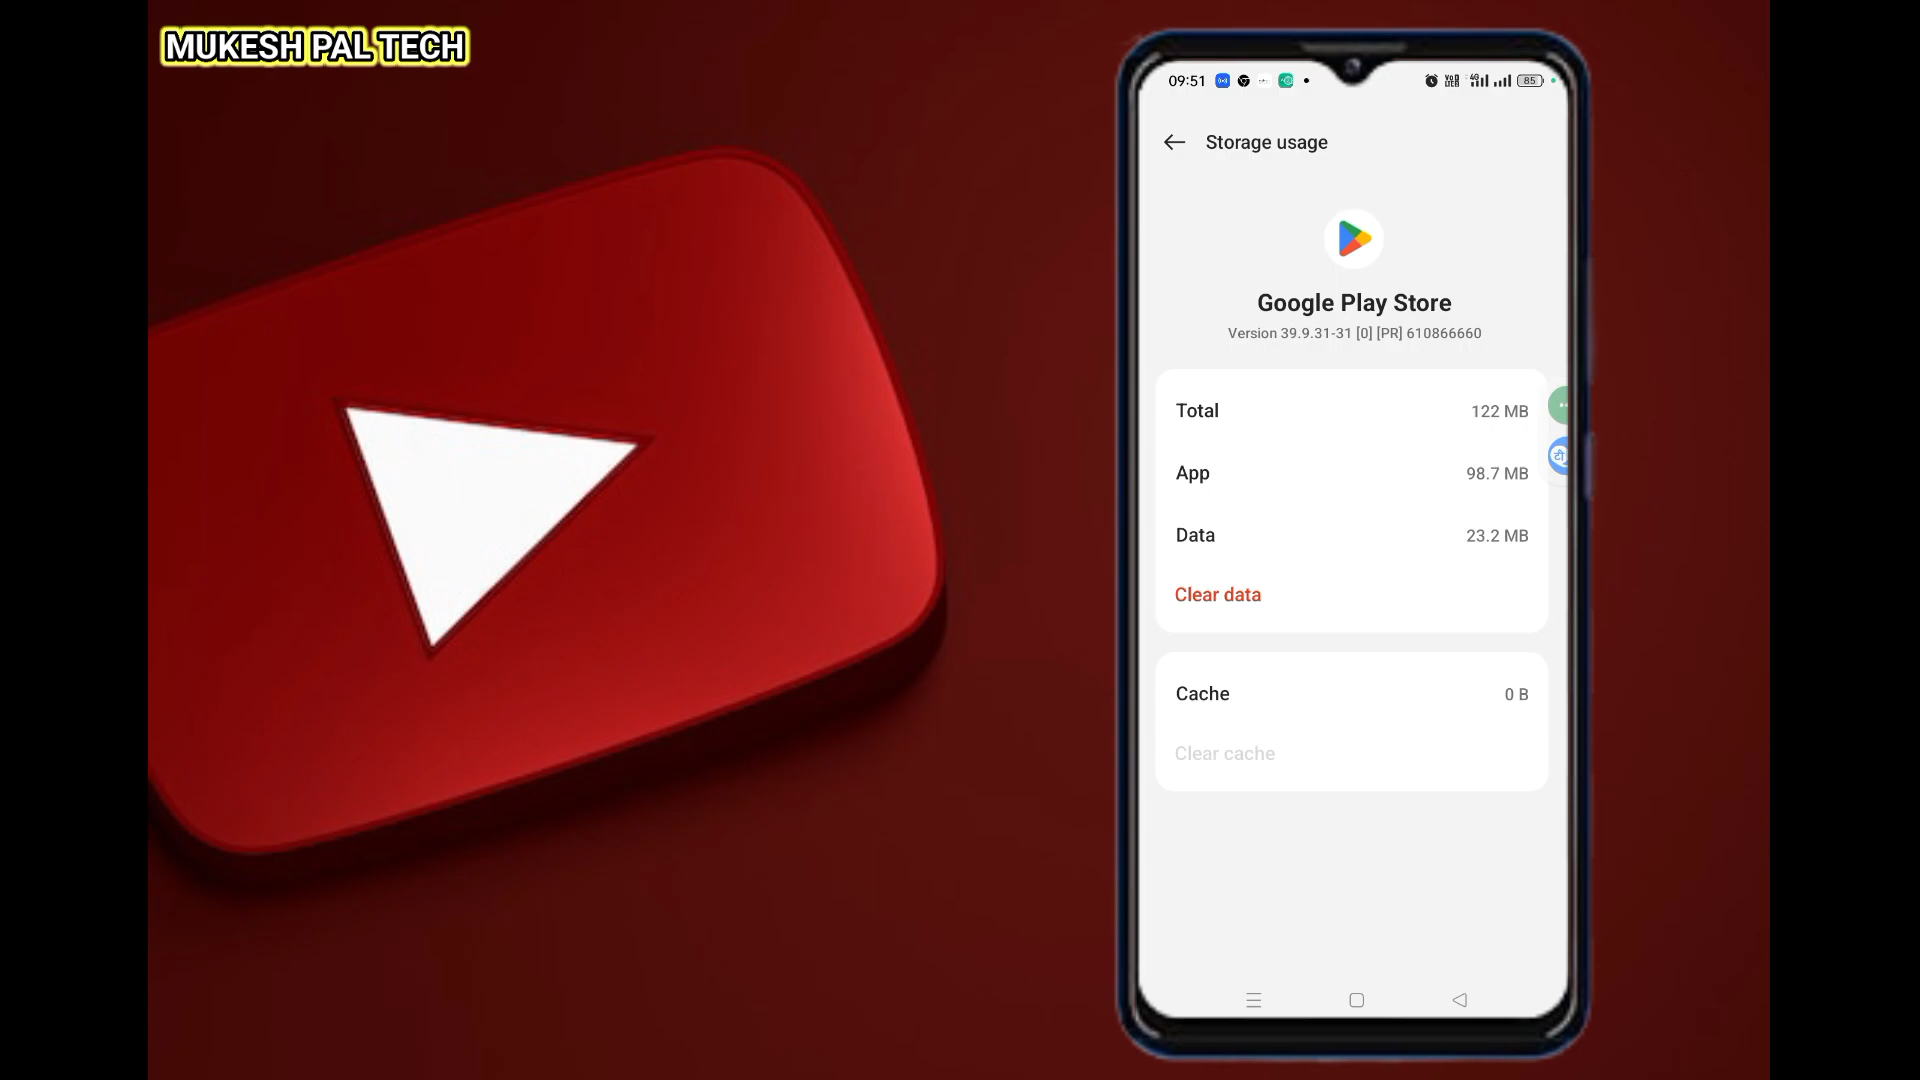 MUKESH PAL TECH
09:51
85
Storage usage
Google Play Store
Version 39.9.31-31 [0] [PR] 610866660
Total 122 MB
App 98.7 MB
Data 23.2 MB
Clear data
Cache 0 B
Clear cache